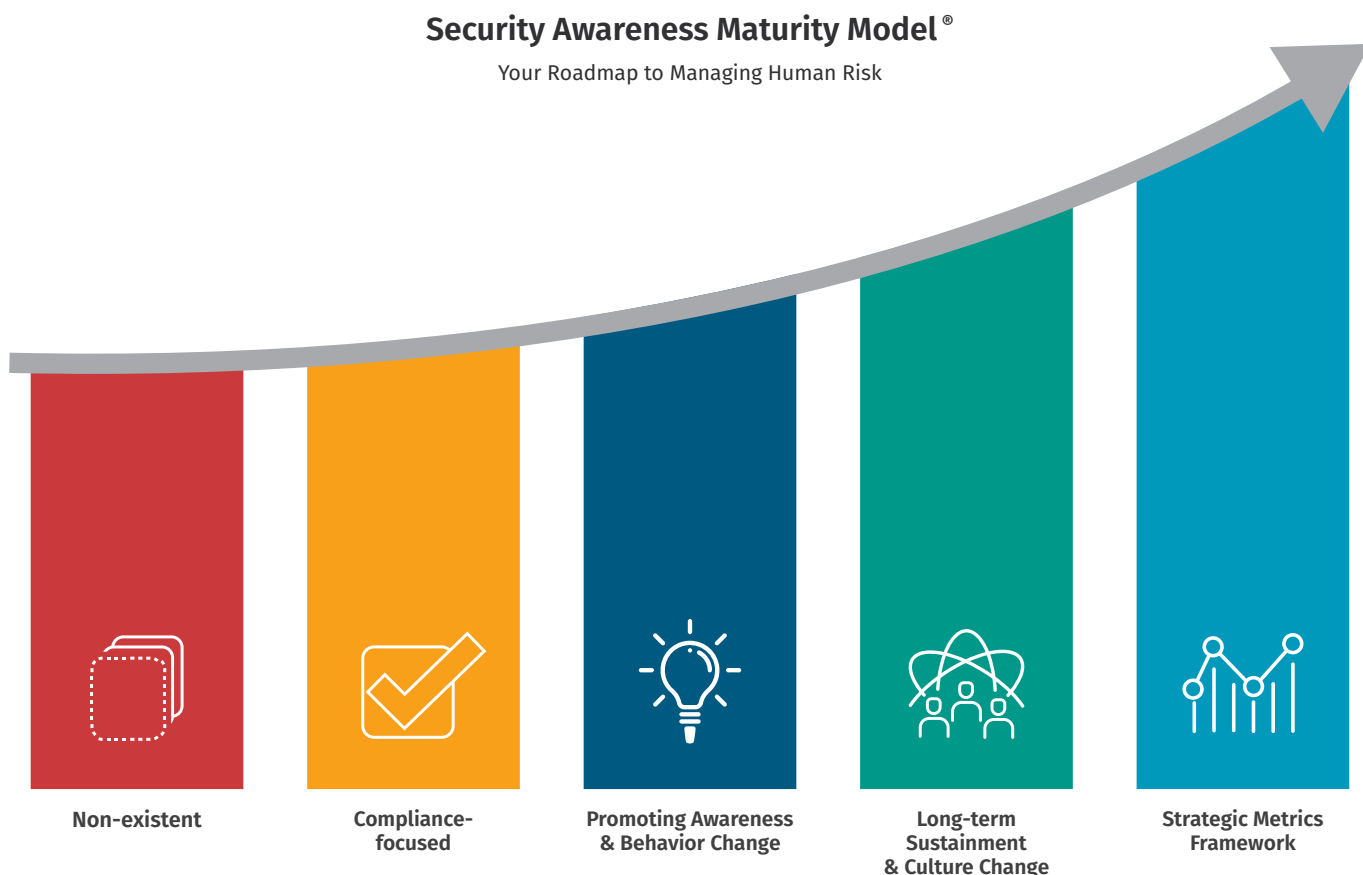 Security Awareness Maturity Model®
Your Roadmap to Managing Human Risk
Non-existent
Compliance-
focused
Promoting Awareness
& Behavior Change
Long-term
Sustainment
& Culture Change
Strategic Metrics
Framework